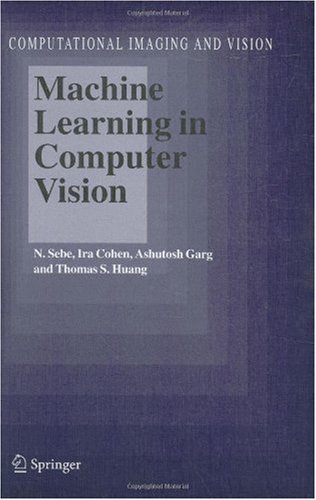 COMPUTATIONAL IMAGING AND VISION
Machine
Learning in
Computer
Vision
N. Sebe, Ira Cohen, Ashutosh Garg
and Thomas S. Huang
Springer